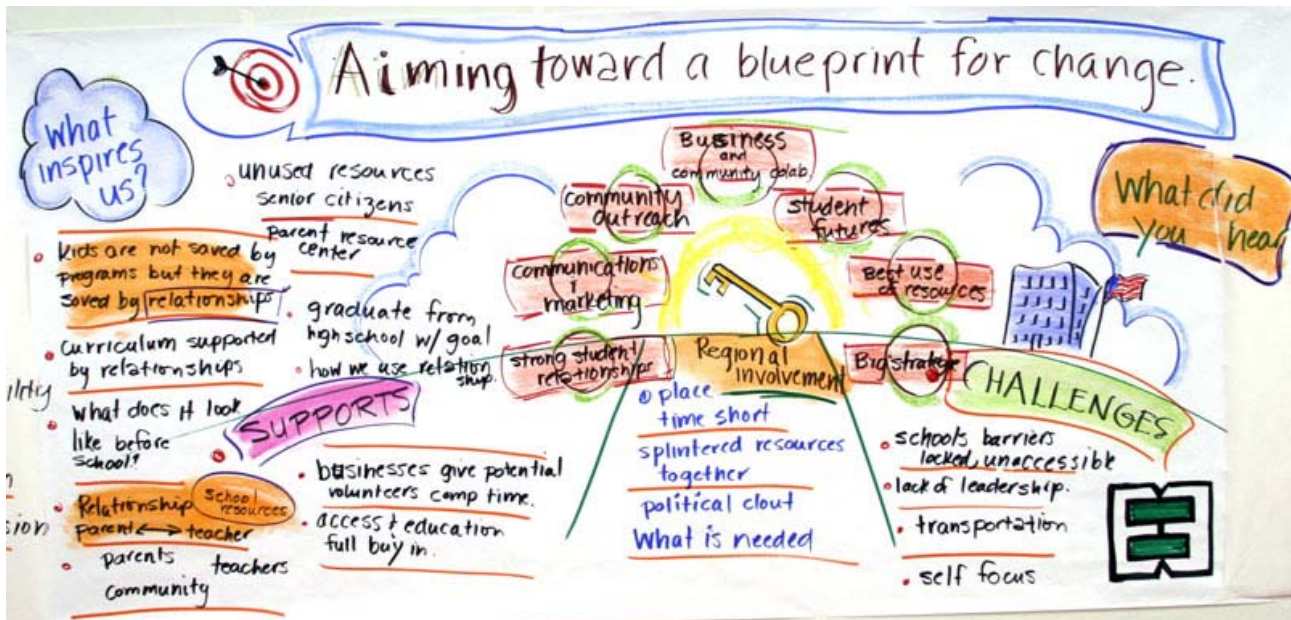 Aiming toward a blueprint for change.
What
inspires
us?
kids are not saved by
programs but they are
saved by relationships
curriculum supported
by relationships
what does it look
like before
school?
Relationship
school
resources
parent ↔ teacher
parents teachers
community
unused resources
senior citizens
parent resource
center
graduate from
highschool w/ goal
how we use relation
ship.
SUPPORTS
businesses give potential
volunteers comp time.
access & education
full buy in.
Business
and
community colab.
community
outreach
student
futures
communications
& marketing
Best use
of resources
strong student
relationships
Big strategy
Regional
involvement
place
time short
splintered resources
together
political clout
What is needed
CHALLENGES
schools barriers
locked, unaccessible
lack of leadership.
transportation
self focus
What did
you hear